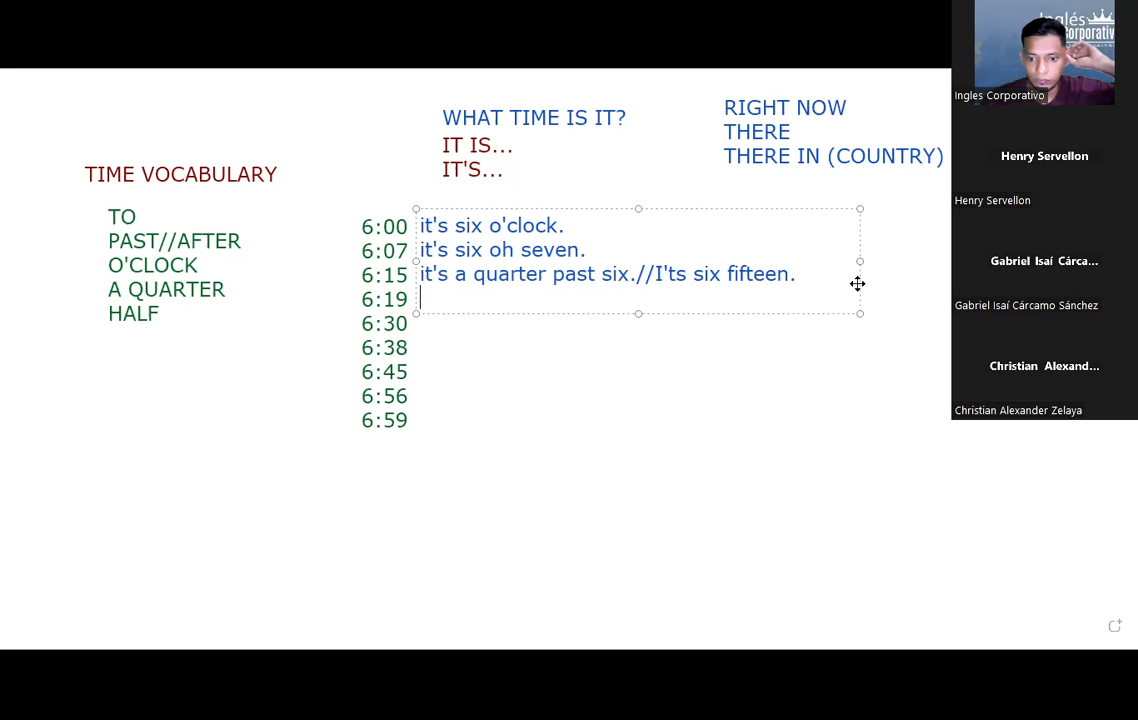 Inglés
Corporativo
Ingles Corporativo
Henry Servellon
Henry Servellon
Gabriel Isaí Cárca...
Gabriel Isaí Cárcamo Sánchez
Christian Alexand...
Christian Alexander Zelaya
WHAT TIME IS IT?
IT IS...
IT'S...
RIGHT NOW
THERE
THERE IN (COUNTRY)
TIME VOCABULARY
TO
PAST//AFTER
O'CLOCK
A QUARTER
HALF
6:00 it's six o'clock.
6:07 it's six oh seven.
6:15 it's a quarter past six.//I'ts six fifteen.
6:19
6:30
6:38
6:45
6:56
6:59